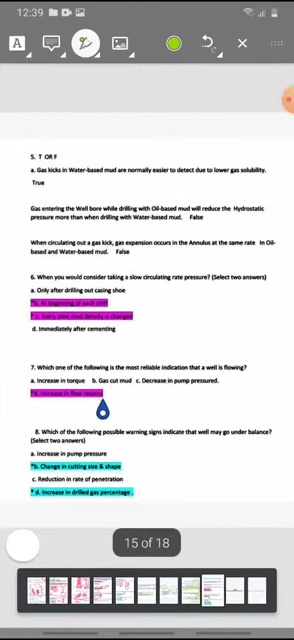 12:39
A
5. T OR F
a. Gas kicks in Water-based mud are normally easier to detect due to lower gas solubility.
True
Gas entering the Well bore while drilling with Oil-based mud will reduce the Hydrostatic
pressure more than when drilling with Water-based mud. False
When circulating out a gas kick, gas expansion occurs in the Annulus at the same rate In Oil-
based and Water-based mud. False
6. When you would consider taking a slow circulating rate pressure? (Select two answers)
a. Only after drilling out casing shoe
*b. At beginning of each shift
* c. Every time mud density is changed
d. Immediately after cementing
7. Which one of the following is the most reliable indication that a well is flowing?
a. Increase in torque b. Gas cut mud c. Decrease in pump pressured.
Increase in flow returns
8. Which of the following possible warning signs indicate that well may go under balance?
(Select two answers)
a. Increase in pump pressure
*b. Change in cutting size & shape
c. Reduction in rate of penetration
* d. Increase in drilled gas percentage.
15 of 18